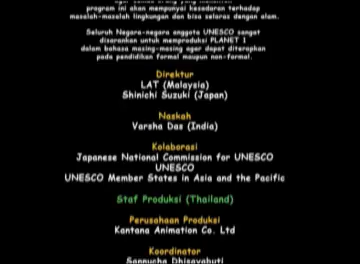 program ini akan mempunyai kesadaran terhadap
masalah-masalah lingkungan dan bisa selaras dengan alam.
Seluruh Negara-negara anggota UNESCO sangat
disarankan untuk memproduksi PLANET 1
dalam bahasa masing-masing agar dapat diterapkan
pada pendidikan formal maupun non-formal.
Direktur
LAT (Malaysia)
Shinichi Suzuki (Japan)
Naskah
Varsha Das (India)
Kolaborasi
Japanese National Commission for UNESCO
UNESCO
UNESCO Member States in Asia and the Pacific
Staf Produksi (Thailand)
Perusahaan Produksi
Kantana Animation Co. Ltd
Koordinator